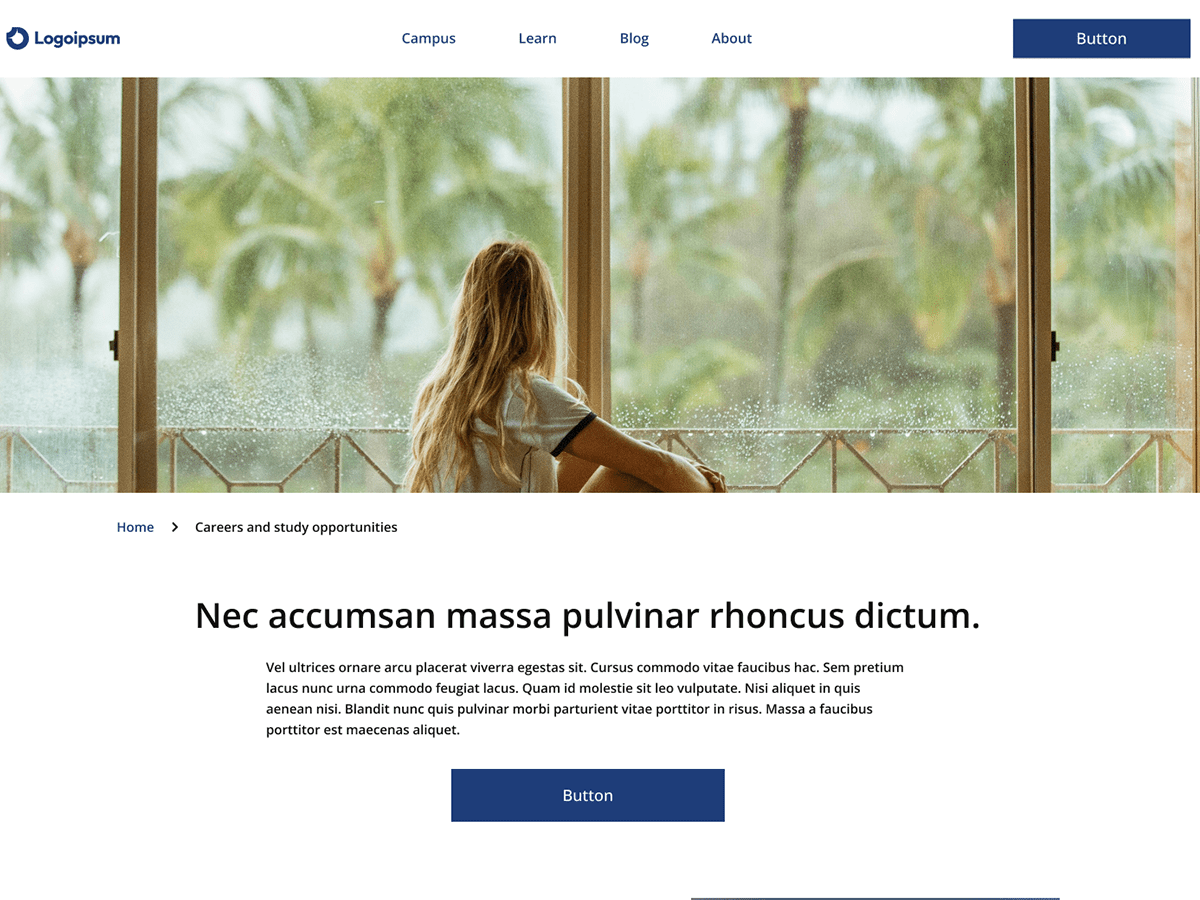 Logoipsum
Campus
Learn
Blog
About
Button
Home
Careers and study opportunities
Nec accumsan massa pulvinar rhoncus dictum.
Vel ultrices ornare arcu placerat viverra egestas sit. Cursus commodo vitae faucibus hac. Sem pretium
lacus nunc urna commodo feugiat lacus. Quam id molestie sit leo vulputate. Nisi aliquet in quis
aenean nisi. Blandit nunc quis pulvinar morbi parturient vitae porttitor in risus. Massa a faucibus
porttitor est maecenas aliquet.
Button